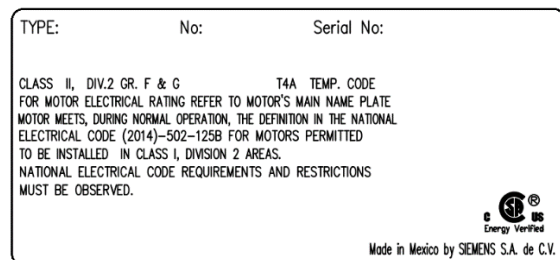 TYPE: No: Serial No:
CLASS II, DIV.2 GR. F & G T4A TEMP. CODE
FOR MOTOR ELECTRICAL RATING REFER TO MOTOR'S MAIN NAME PLATE
MOTOR MEETS, DURING NORMAL OPERATION, THE DEFINITION IN THE NATIONAL
ELECTRICAL CODE (2014)-502-125B FOR MOTORS PERMITTED
TO BE INSTALLED IN CLASS I, DIVISION 2 AREAS.
NATIONAL ELECTRICAL CODE REQUIREMENTS AND RESTRICTIONS
MUST BE OBSERVED.
C SA ® US
Energy Verified
Made in Mexico by SIEMENS S.A. de C.V.